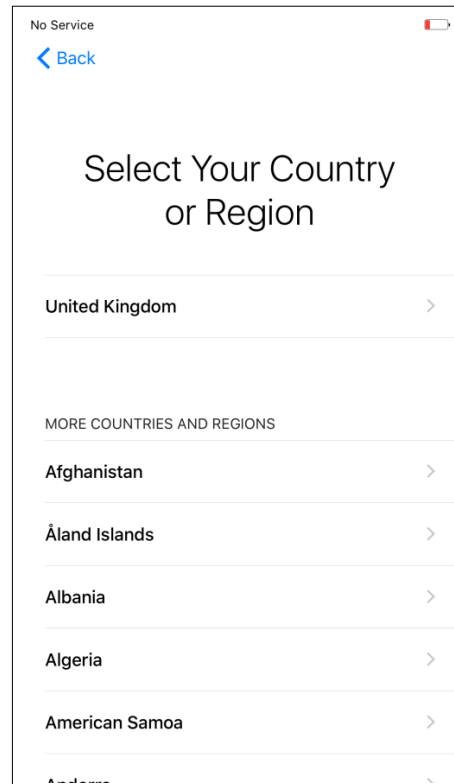 No Service
Back
Select Your Country
or Region
United Kingdom
MORE COUNTRIES AND REGIONS
Afghanistan
Åland Islands
Albania
Algeria
American Samoa
Andorra